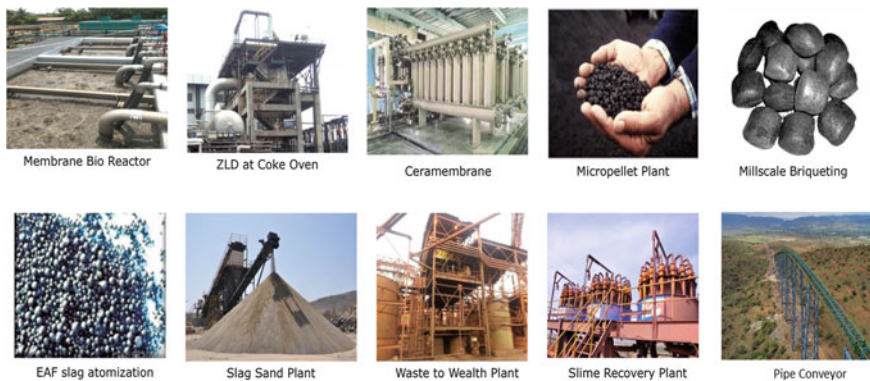 Membrane Bio Reactor
ZLD at Coke Oven
Ceramembrane
Micropellet Plant
Millscale Briqueting
EAF slag atomization
Slag Sand Plant
Waste to Wealth Plant
Slime Recovery Plant
Pipe Conveyor